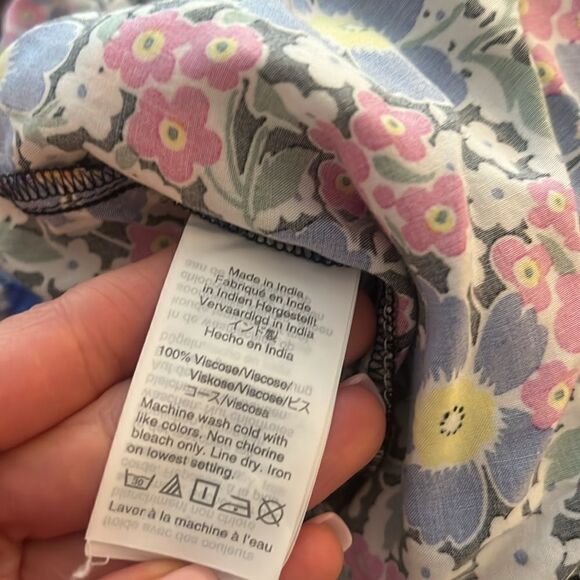 Made in India
Fabriqué en Inde
in Indien Hergestellt
Vervaardigd in India
インド製
Hecho en India
100% Viscose/Viscose/
Viskose/Viscose/ビス
コース/viscosa
Machine wash cold with
like colors. Non chlorine
bleach only. Line dry. Iron
on lowest setting.
30
Laver à la machine à l'eau